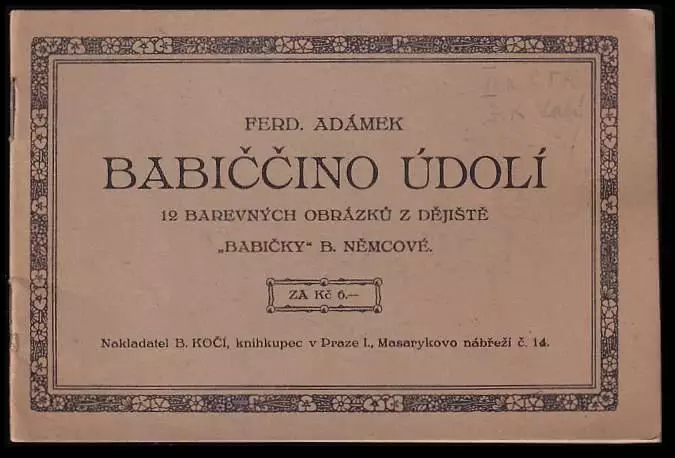 FERD. ADÁMEK
BABIČČINO ÚDOLÍ
12 BAREVNÝCH OBRÁZKŮ Z DĚJIŠTĚ
„BABIČKY“ B. NĚMCOVÉ.
ZA Kč 6.—
Nakladatel B. KOČÍ, knihkupec v Praze I., Masarykovo nábřeží č. 14.